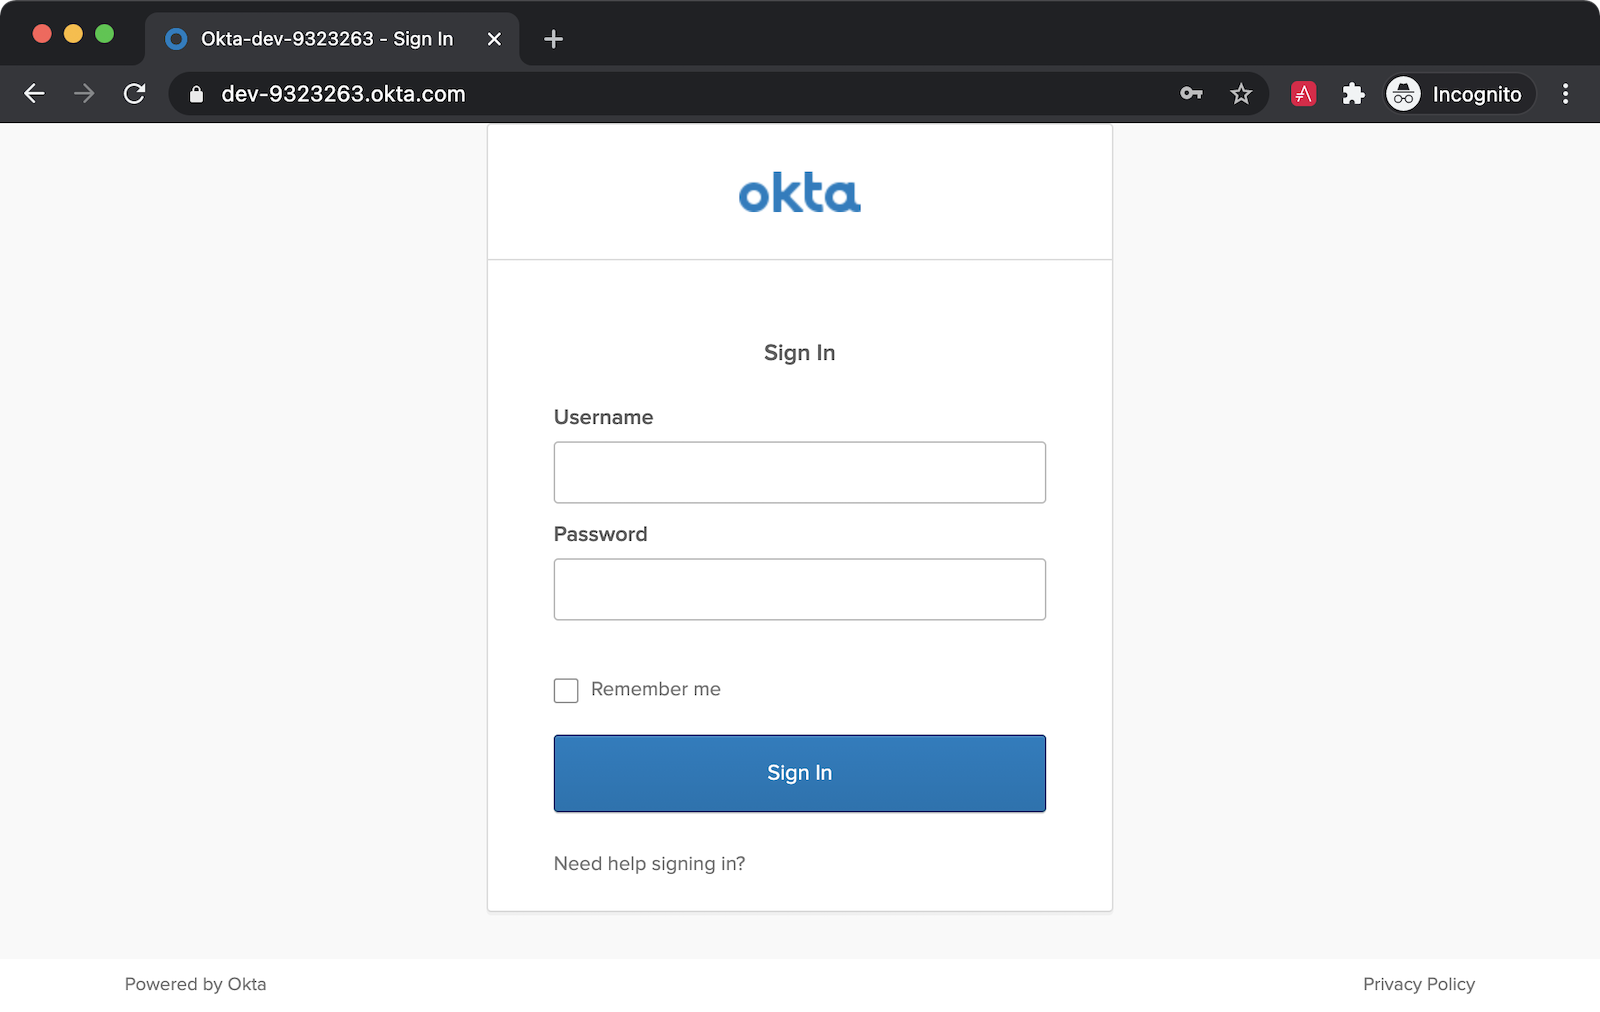 Okta-dev-9323263 - Sign In
dev-9323263.okta.com
Incognito
okta
Sign In
Username
Password
Remember me
Sign In
Need help signing in?
Powered by Okta
Privacy Policy